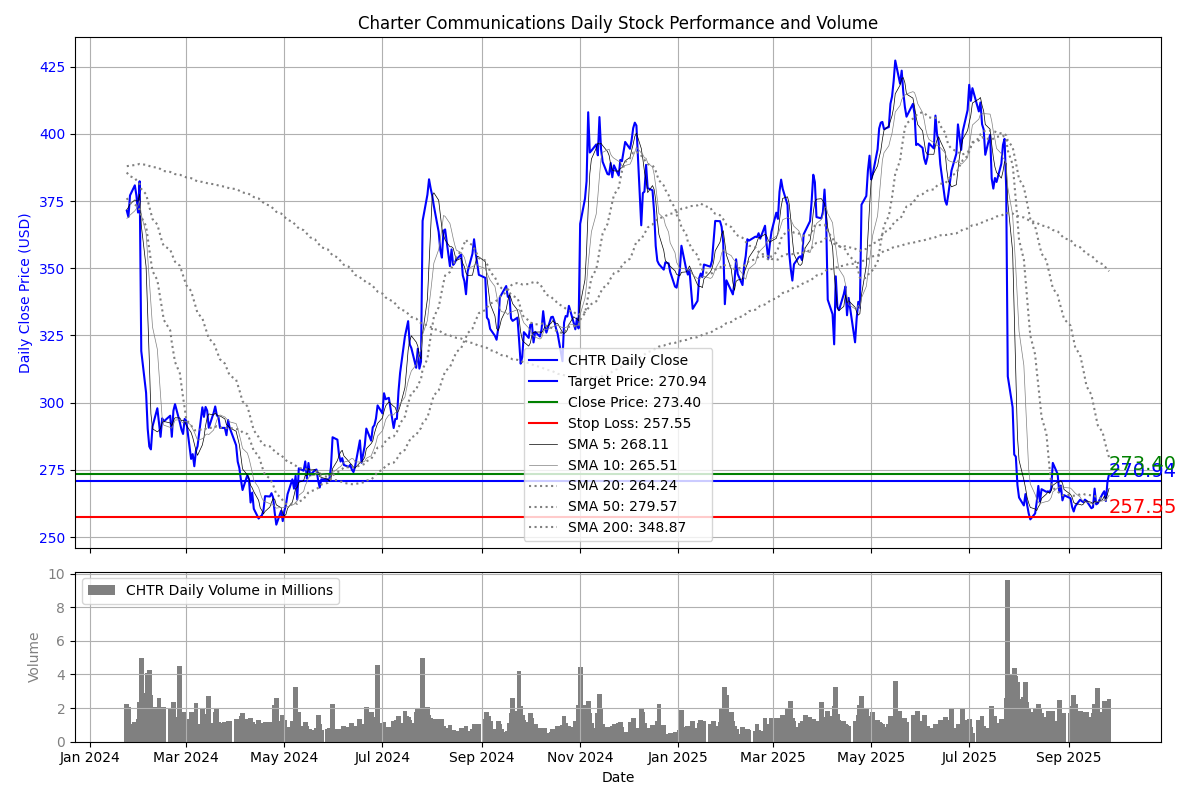 Charter Communications Daily Stock Performance and Volume
Daily Close Price (USD)
425
400
375
350
325
300
275
250
CHTR Daily Close
Target Price: 270.94
Close Price: 273.40
Stop Loss: 257.55
SMA 5: 268.11
SMA 10: 265.51
SMA 20: 264.24
SMA 50: 279.57
SMA 200: 348.87
273.40
270.94
257.55
Volume
10
8
6
4
2
0
CHTR Daily Volume in Millions
Jan 2024 Mar 2024 May 2024 Jul 2024 Sep 2024 Nov 2024 Jan 2025 Mar 2025 May 2025 Jul 2025 Sep 2025
Date